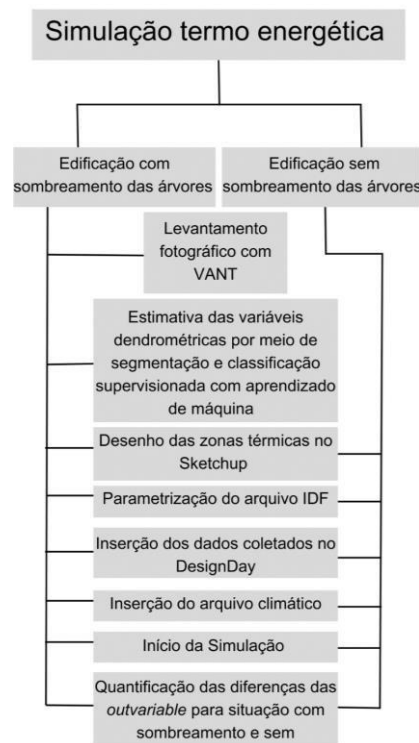 Simulação termo energética
Edificação com
sombreamento das árvores
Edificação sem
sombreamento das árvores
Levantamento
fotográfico com
VANT
Estimativa das variáveis
dendrométricas por meio de
segmentação e classificação
supervisionada com aprendizado
de máquina
Desenho das zonas térmicas no
Sketchup
Parametrização do arquivo IDF
Inserção dos dados coletados no
DesignDay
Inserção do arquivo climático
Início da Simulação
Quantificação das diferenças das
outvariable para situação com
sombreamento e sem